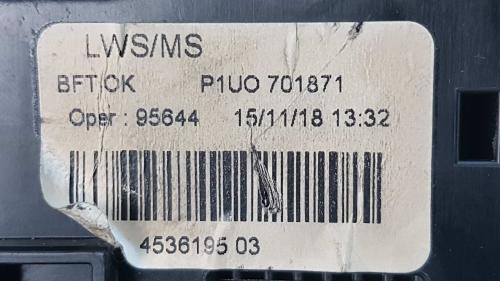 LWS/MS
BFT OK P1UO 701871
Oper : 95644 15/11/18 13:32
4536195 03